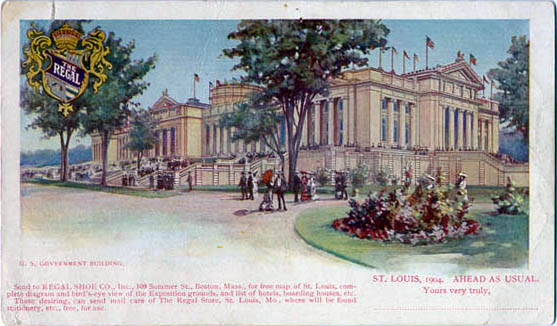 THE
REGAL
U. S. GOVERNMENT BUILDING.
Send to REGAL SHOE CO., Inc., 109 Summer St., Boston, Mass., for free map of St. Louis, com-
plete diagram and bird's-eye view of the Exposition grounds, and list of hotels, boarding houses, etc.
Those desiring, can send mail care of The Regal Store, St. Louis, Mo., where will be found
stationery, etc., free, for use.
ST. LOUIS, 1904. AHEAD AS USUAL.
Yours very truly,